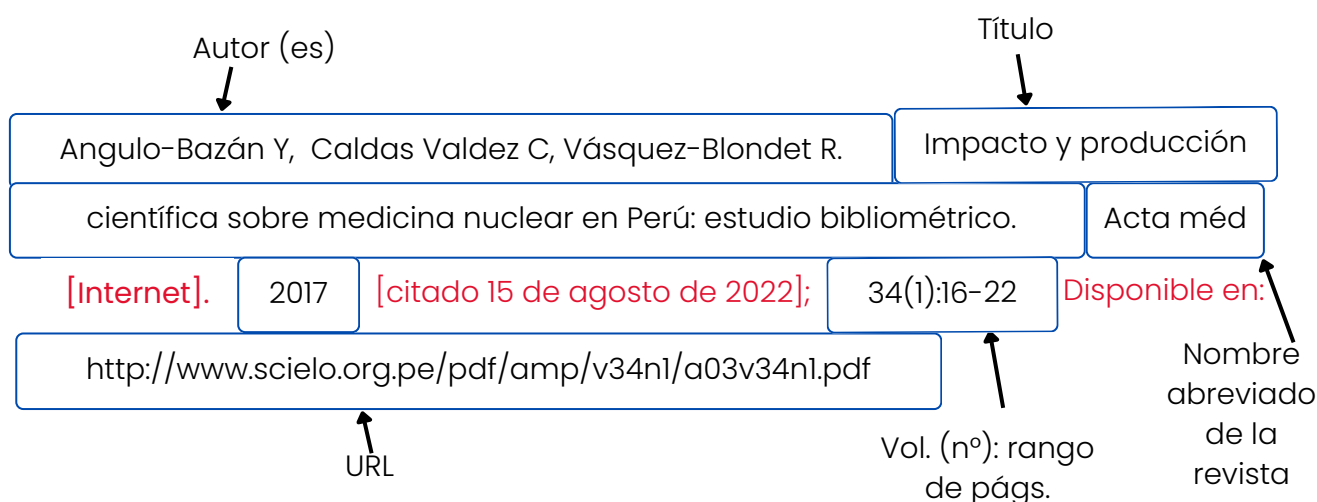 Título
Autor (es)
Angulo-Bazán Y,  Caldas Valdez C, Vásquez-Blondet R. Impacto y producción
científica sobre medicina nuclear en Perú: estudio bibliométrico. Acta méd
[Internet]. 2017 [citado 15 de agosto de 2022]; 34(1):16-22 Disponible en:
http://www.scielo.org.pe/pdf/amp/v34n1/a03v34n1.pdf
URL
Vol. (nº): rango
de págs.
Nombre
abreviado
de la
revista